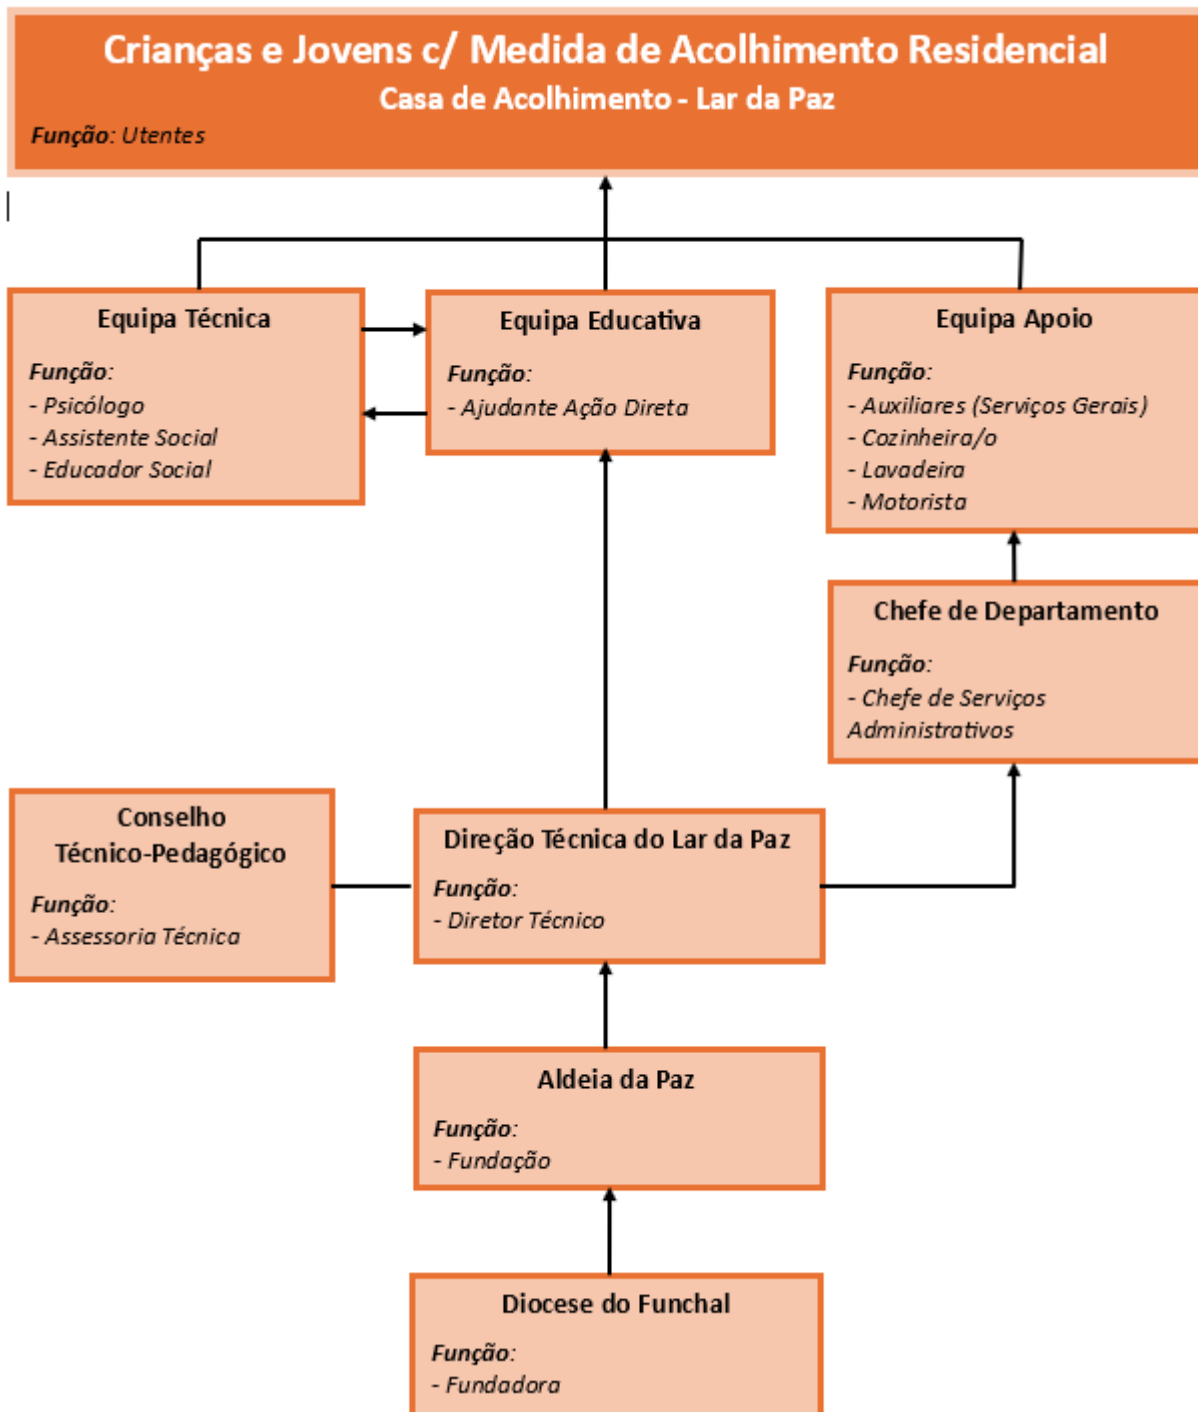 Crianças e Jovens c/ Medida de Acolhimento Residencial
Casa de Acolhimento - Lar da Paz
Função: Utentes
Equipa Técnica
Função:
- Psicólogo
- Assistente Social
- Educador Social
Equipa Educativa
Função:
- Ajudante Ação Direta
Equipa Apoio
Função:
- Auxiliares (Serviços Gerais)
- Cozinheira/o
- Lavadeira
- Motorista
Chefe de Departamento
Função:
- Chefe de Serviços
Administrativos
Conselho
Técnico-Pedagógico
Função:
- Assessoria Técnica
Direção Técnica do Lar da Paz
Função:
- Diretor Técnico
Aldeia da Paz
Função:
- Fundação
Diocese do Funchal
Função:
- Fundadora